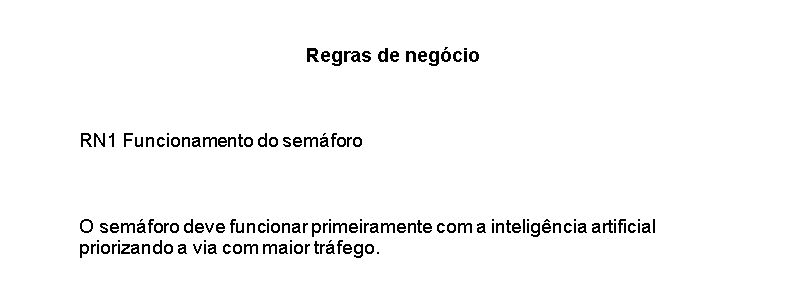 Regras de negócio
RN1 Funcionamento do semáforo
O semáforo deve funcionar primeiramente com a inteligência artificial
priorizando a via com maior tráfego.